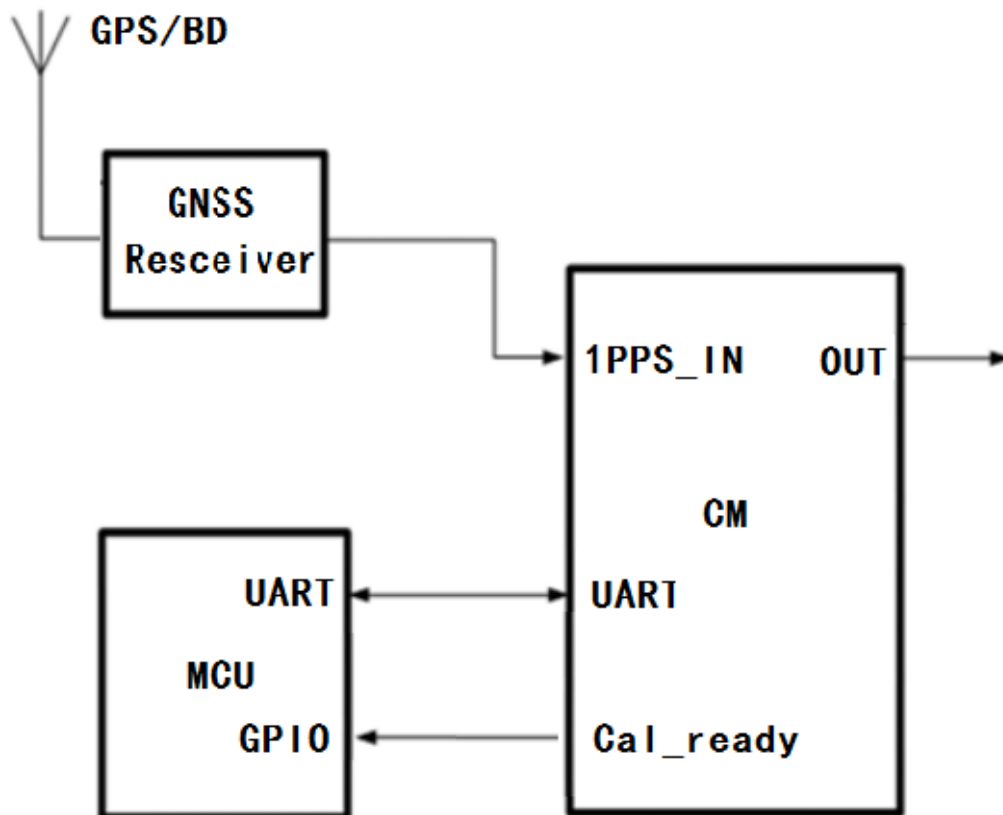 GPS/BD
GNSS
Resceiver
1PPS_IN
OUT
CM
UART
UART
MCU
GPIO
Cal_ready